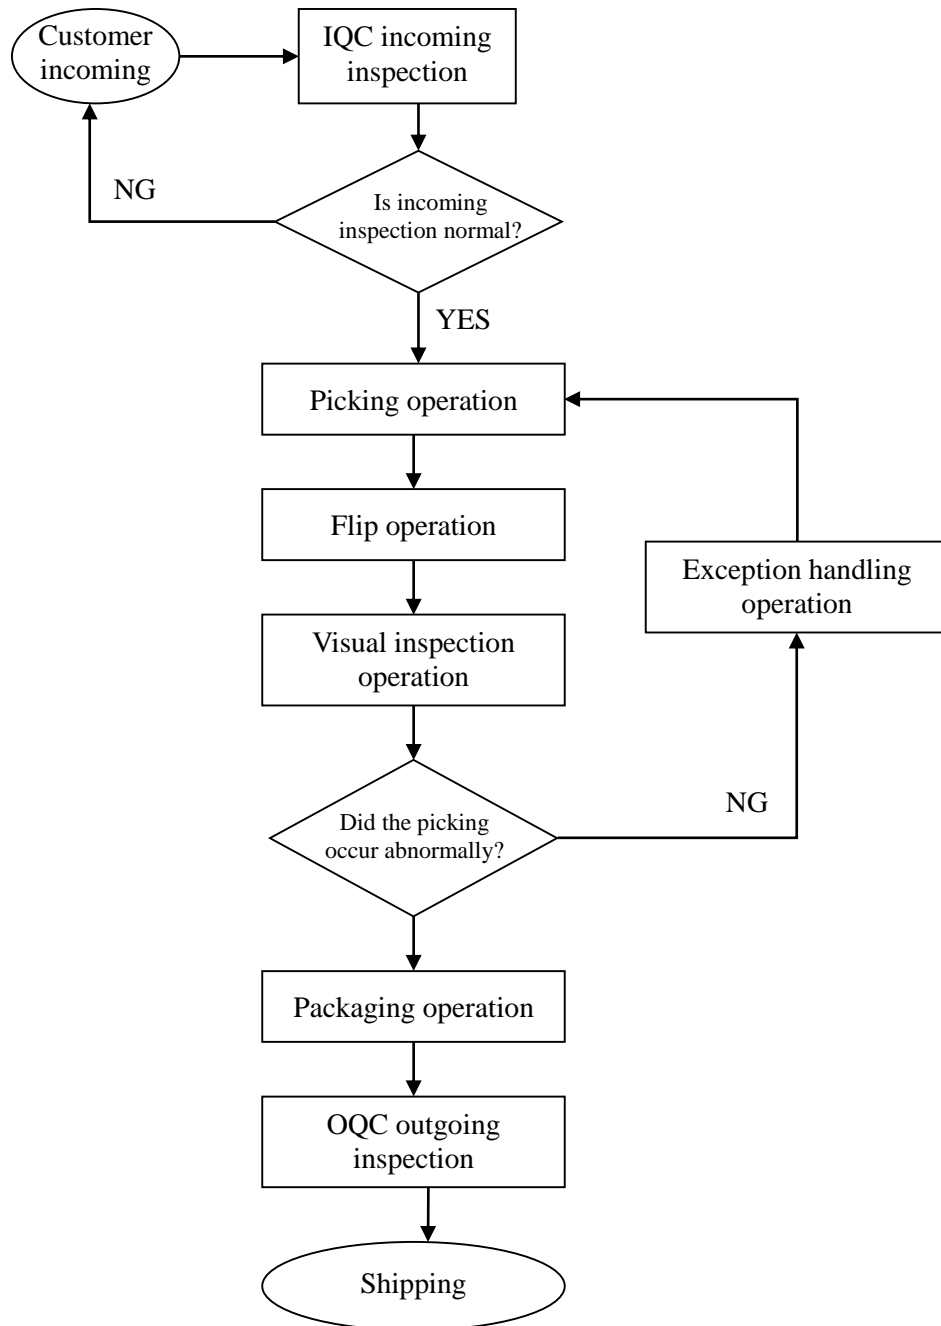 Customer
incoming
IQC incoming
inspection
NG
Is incoming
inspection normal?
YES
Picking operation
Flip operation
Exception handling
operation
Visual inspection
operation
NG
Did the picking
occur abnormally?
Packaging operation
OQC outgoing
inspection
Shipping